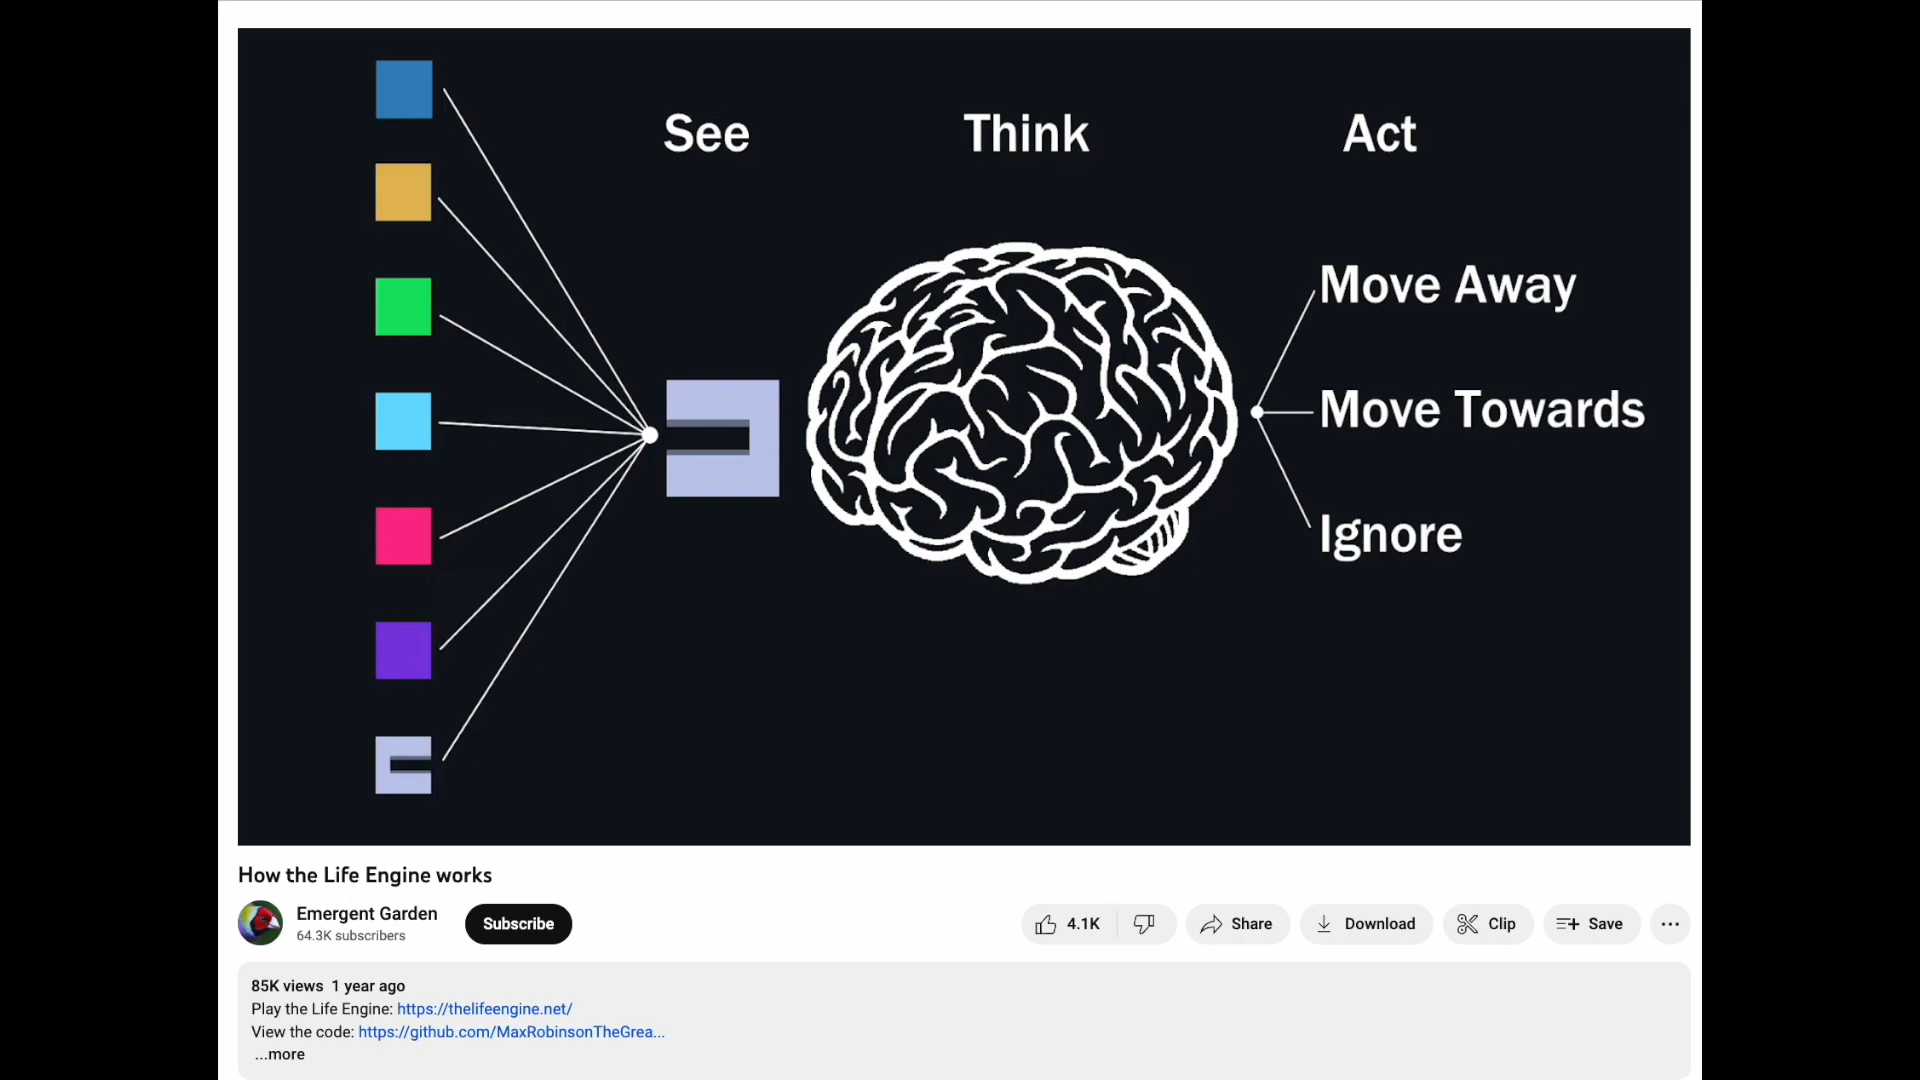 See
Think
Act
Move Away
Move Towards
Ignore
How the Life Engine works
Emergent Garden
64.3K subscribers
Subscribe
4.1K
Share
Download
Clip
Save
85K views 1 year ago
Play the Life Engine: https://thelifeengine.net/
View the code: https://github.com/MaxRobinsonTheGrea...
...more